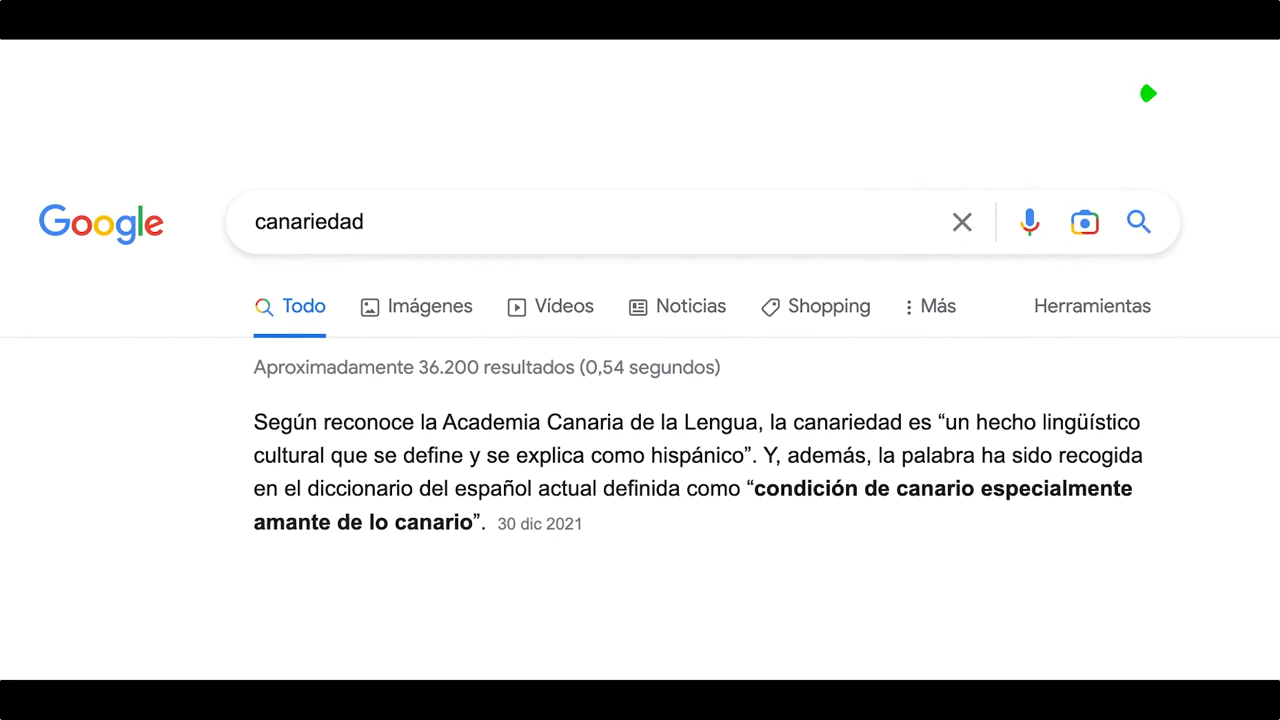 Google
canariedad
Todo Imágenes Vídeos Noticias Shopping Más Herramientas
Aproximadamente 36.200 resultados (0,54 segundos)
Según reconoce la Academia Canaria de la Lengua, la canariedad es “un hecho lingüístico
cultural que se define y se explica como hispánico”. Y, además, la palabra ha sido recogida
en el diccionario del español actual definida como “condición de canario especialmente
amante de lo canario”. 30 dic 2021